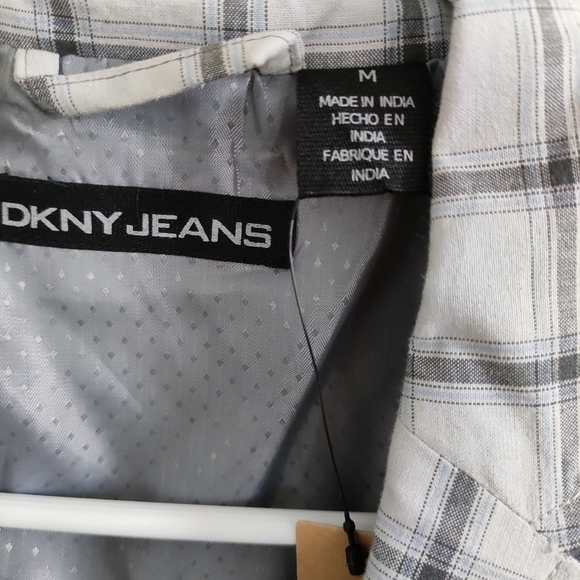 M
MADE IN INDIA
HECHO EN
INDIA
FABRIQUE EN
INDIA
DKNY JEANS